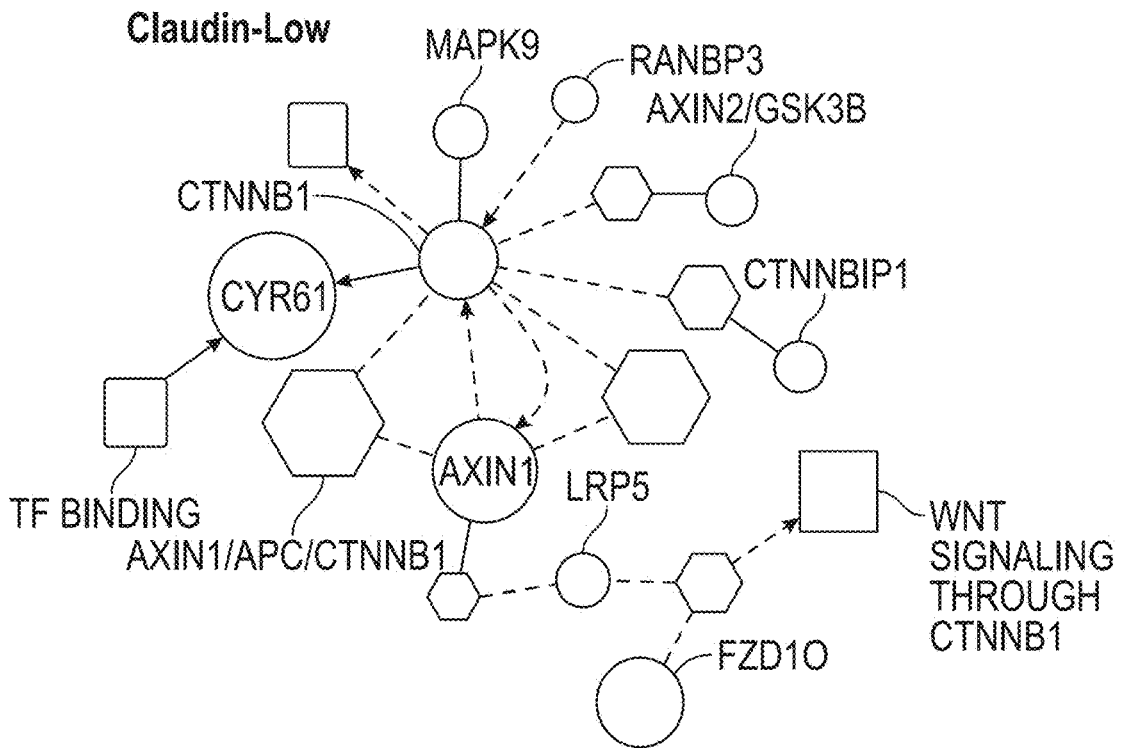 Claudin-Low
MAPK9
RANBP3
AXIN2/GSK3B
CTNNB1
CYR61
CTNNBIP1
AXIN1
LRP5
TF BINDING
AXIN1/APC/CTNNB1
WNT
SIGNALING
THROUGH
CTNNB1
FZD1O